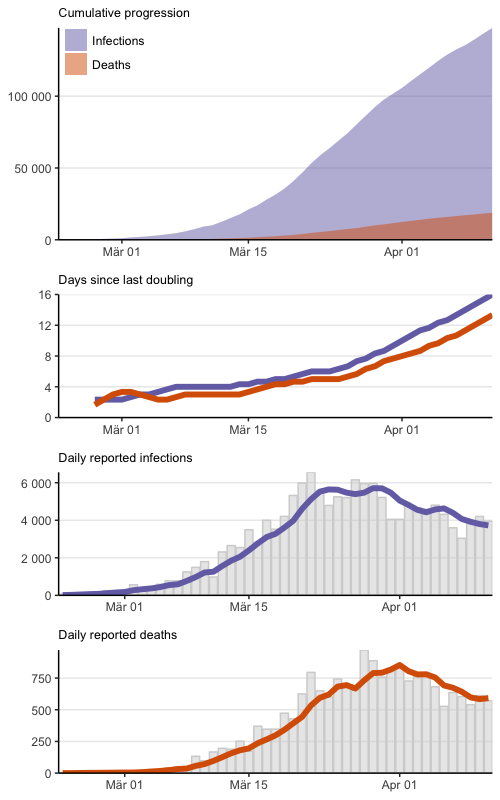 Cumulative progression
Infections
Deaths
100 000
50 000
0
Mär 01 Mär 15 Apr 01
Days since last doubling
16
12
8
4
0
Mär 01 Mär 15 Apr 01
Daily reported infections
6 000
4 000
2 000
0
Mär 01 Mär 15 Apr 01
Daily reported deaths
750
500
250
0
Mär 01 Mär 15 Apr 01